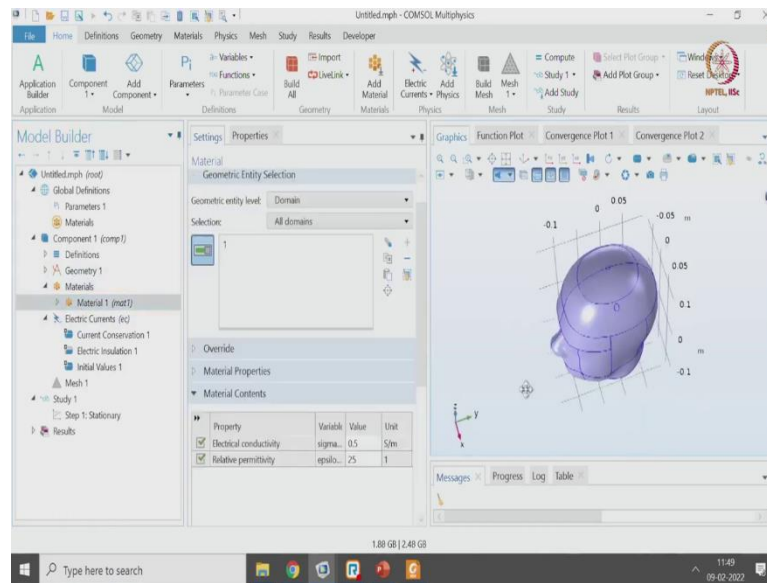 Untitled.mph - COMSOL Multiphysics
File Home Definitions Geometry Materials Physics Mesh Study Results Developer
Application Builder
Component 1
Add Component
Pi Parameters
a= Variables
Functions
Parameter Case
Build All
Import
LiveLink
Add Material
Electric Currents
Add Physics
Build Mesh
Mesh 1
= Compute
Study 1
Add Study
Select Plot Group
Add Plot Group
Windows
Reset Desktop
NPTEL, IISc
Application Model Definitions Geometry Materials Physics Mesh Study Results Layout
Model Builder
Untitled.mph (root)
Global Definitions
Pi Parameters 1
Materials
Component 1 (comp1)
Definitions
Geometry 1
Materials
Material 1 (mat1)
Electric Currents (ec)
Current Conservation 1
Electric Insulation 1
Initial Values 1
Mesh 1
Study 1
Step 1: Stationary
Results
Settings Properties
Material
Geometric Entity Selection
Geometric entity level: Domain
Selection: All domains
1
Override
Material Properties
Material Contents
Property Variabk Value Unit
Electrical conductivity sigma... 0.5 S/m
Relative permittivity epsilo... 25 1
Graphics Function Plot Convergence Plot 1 Convergence Plot 2
0 0.05
-0.1 -0.05 m
0
0.05
0.1
0
m
-0.1
y
x
Messages Progress Log Table
1.88 GB | 2.48 GB
Type here to search
11:49
09-02-2022